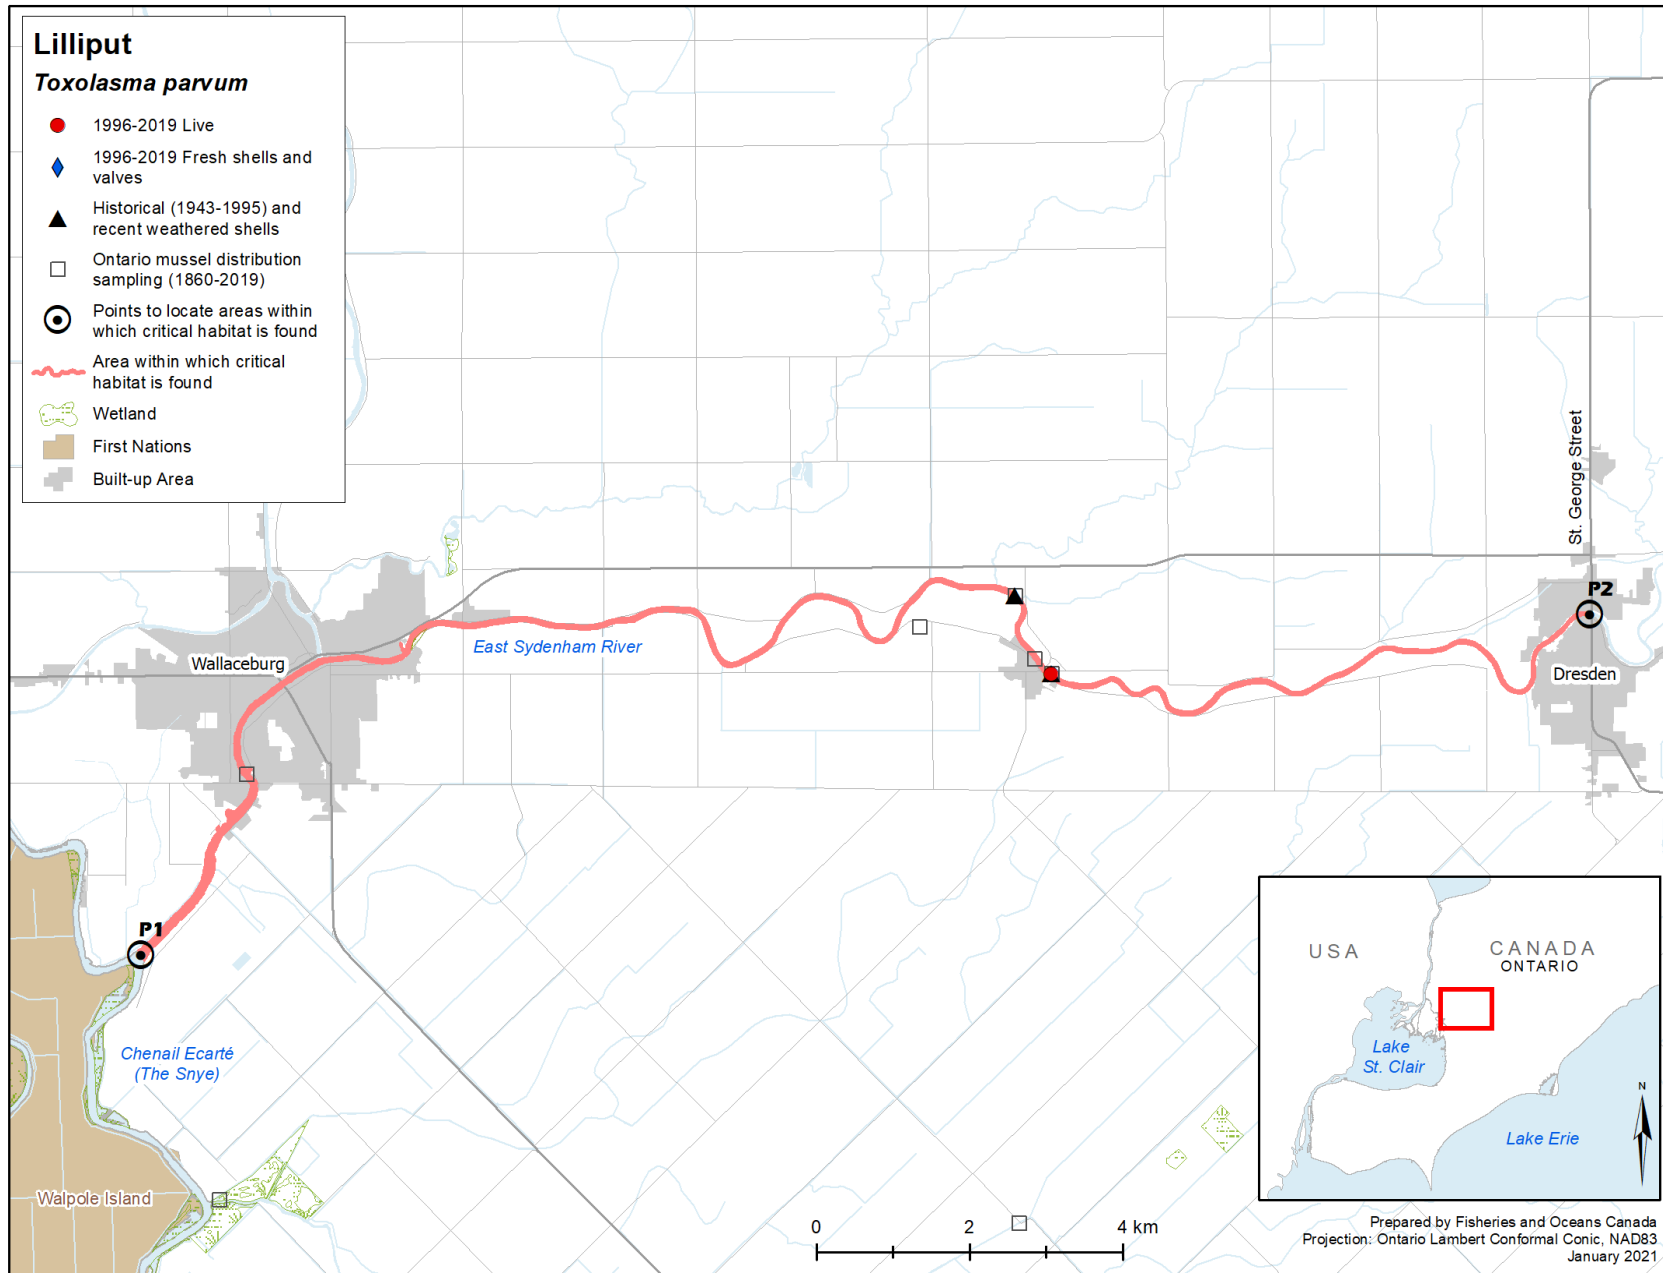 Lilliput
Toxolasma parvum
1996-2019 Live
1996-2019 Fresh shells and
valves
Historical (1943-1995) and
recent weathered shells
Ontario mussel distribution
sampling (1860-2019)
Points to locate areas within
which critical habitat is found
Area within which critical
habitat is found
Wetland
First Nations
Built-up Area
St. George Street
P2
Wallaceburg
East Sydenham River
Dresden
P1
Chenail Ecarté
(The Snye)
Walpole Island
0 2 4 km
USA
CANADA
ONTARIO
Lake
St. Clair
Lake Erie
N
Prepared by Fisheries and Oceans Canada
Projection: Ontario Lambert Conformal Conic, NAD83
January 2021